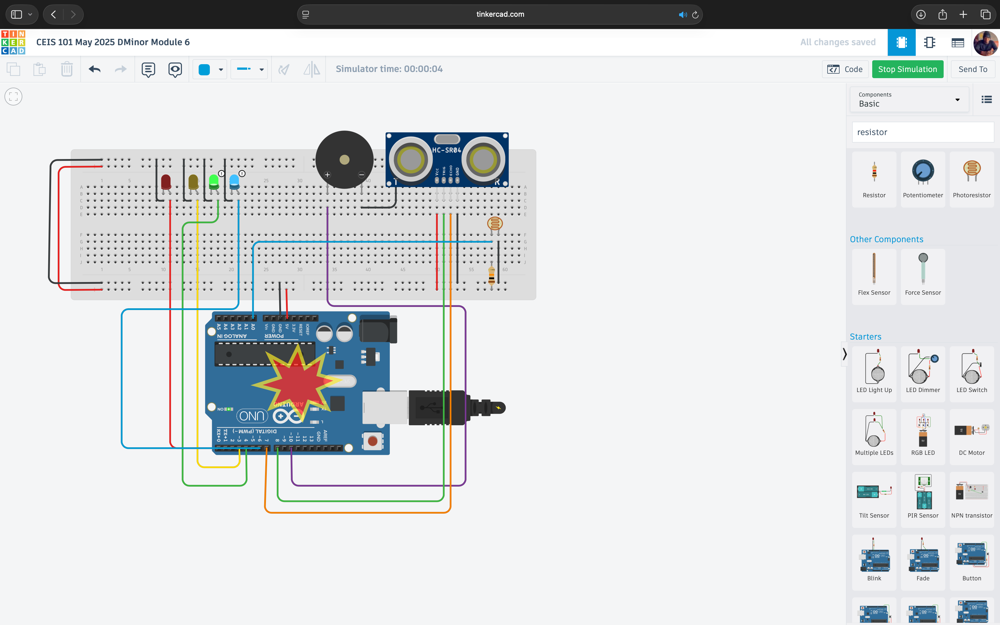 tinkercad.com
TIN
KER
CAD
CEIS 101 May 2025 DMinor Module 6
All changes saved
Simulator time: 00:00:04
Code
Stop Simulation
Send To
Components
Basic
resistor
Resistor
Potentiometer
Photoresistor
Other Components
Flex Sensor
Force Sensor
Starters
LED Light Up
LED Dimmer
LED Switch
Multiple LEDs
RGB LED
DC Motor
Tilt Sensor
PIR Sensor
NPN transistor
Blink
Fade
Button
HC-SR04
VCC
TRIG
ECHO
GND
T
R
+
−
1 5 25 30 40
A A
B B
C C
D D
E E
F F
G G
H H
I I
J J
1 5 10 15 20 25 30 35 40 45 50 55 60
A5 A4 A3 A2 A1 A0
Vin GND GND 5V 3.3V RESET IOREF
ANALOG IN
POWER
ARDUINO
UNO
ON
RX
TX
L
DIGITAL (PWM~)
RX←0 TX→1 2 ~3 4 ~5 ~6 7 8 ~9 ~10 ~11 12 13 GND AREF